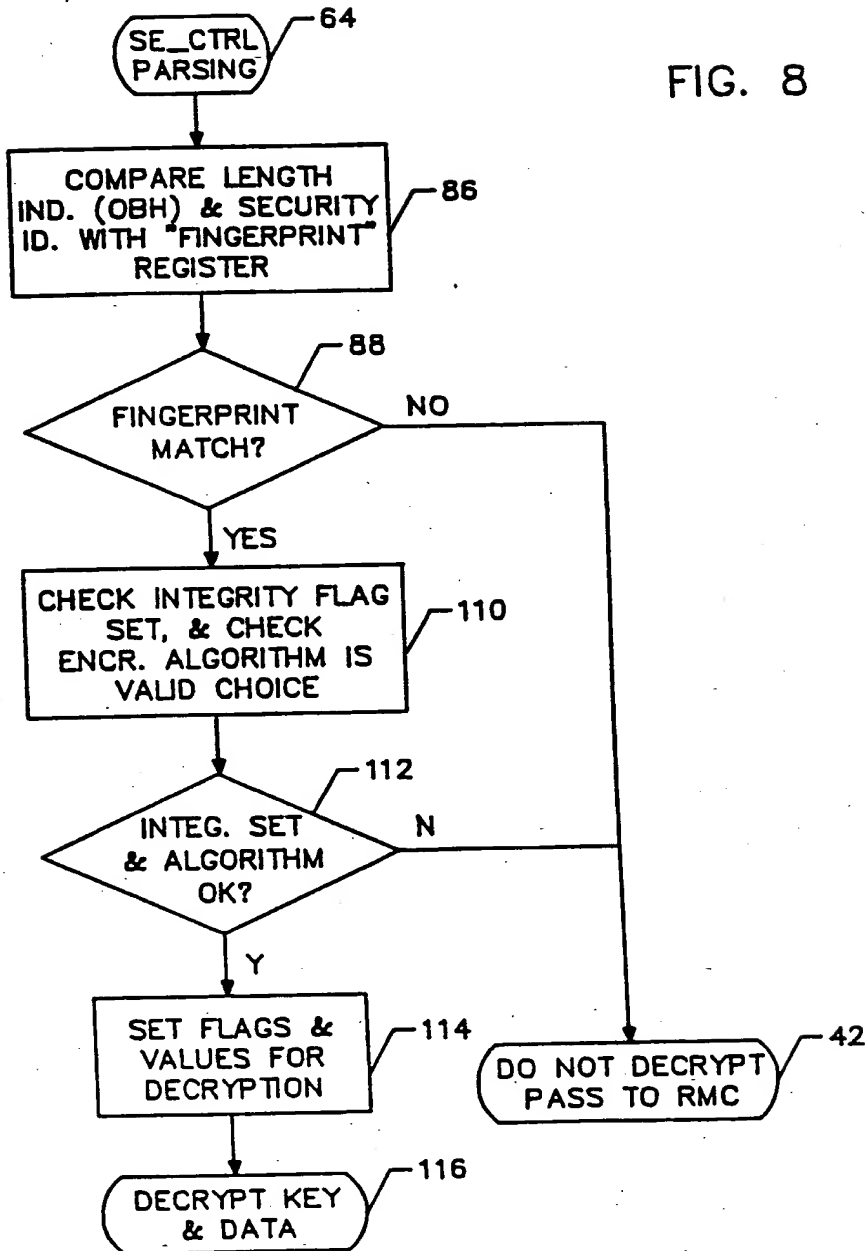 SE_CTRL
PARSING
64
FIG. 8
COMPARE LENGTH
IND. (OBH) & SECURITY
ID. WITH "FINGERPRINT"
REGISTER
86
88
FINGERPRINT
MATCH?
NO
YES
CHECK INTEGRITY FLAG
SET, & CHECK
ENCR. ALGORITHM IS
VALID CHOICE
110
112
INTEG. SET
& ALGORITHM
OK?
N
Y
SET FLAGS &
VALUES FOR
DECRYPTION
114
DO NOT DECRYPT
PASS TO RMC
42
DECRYPT KEY
& DATA
116